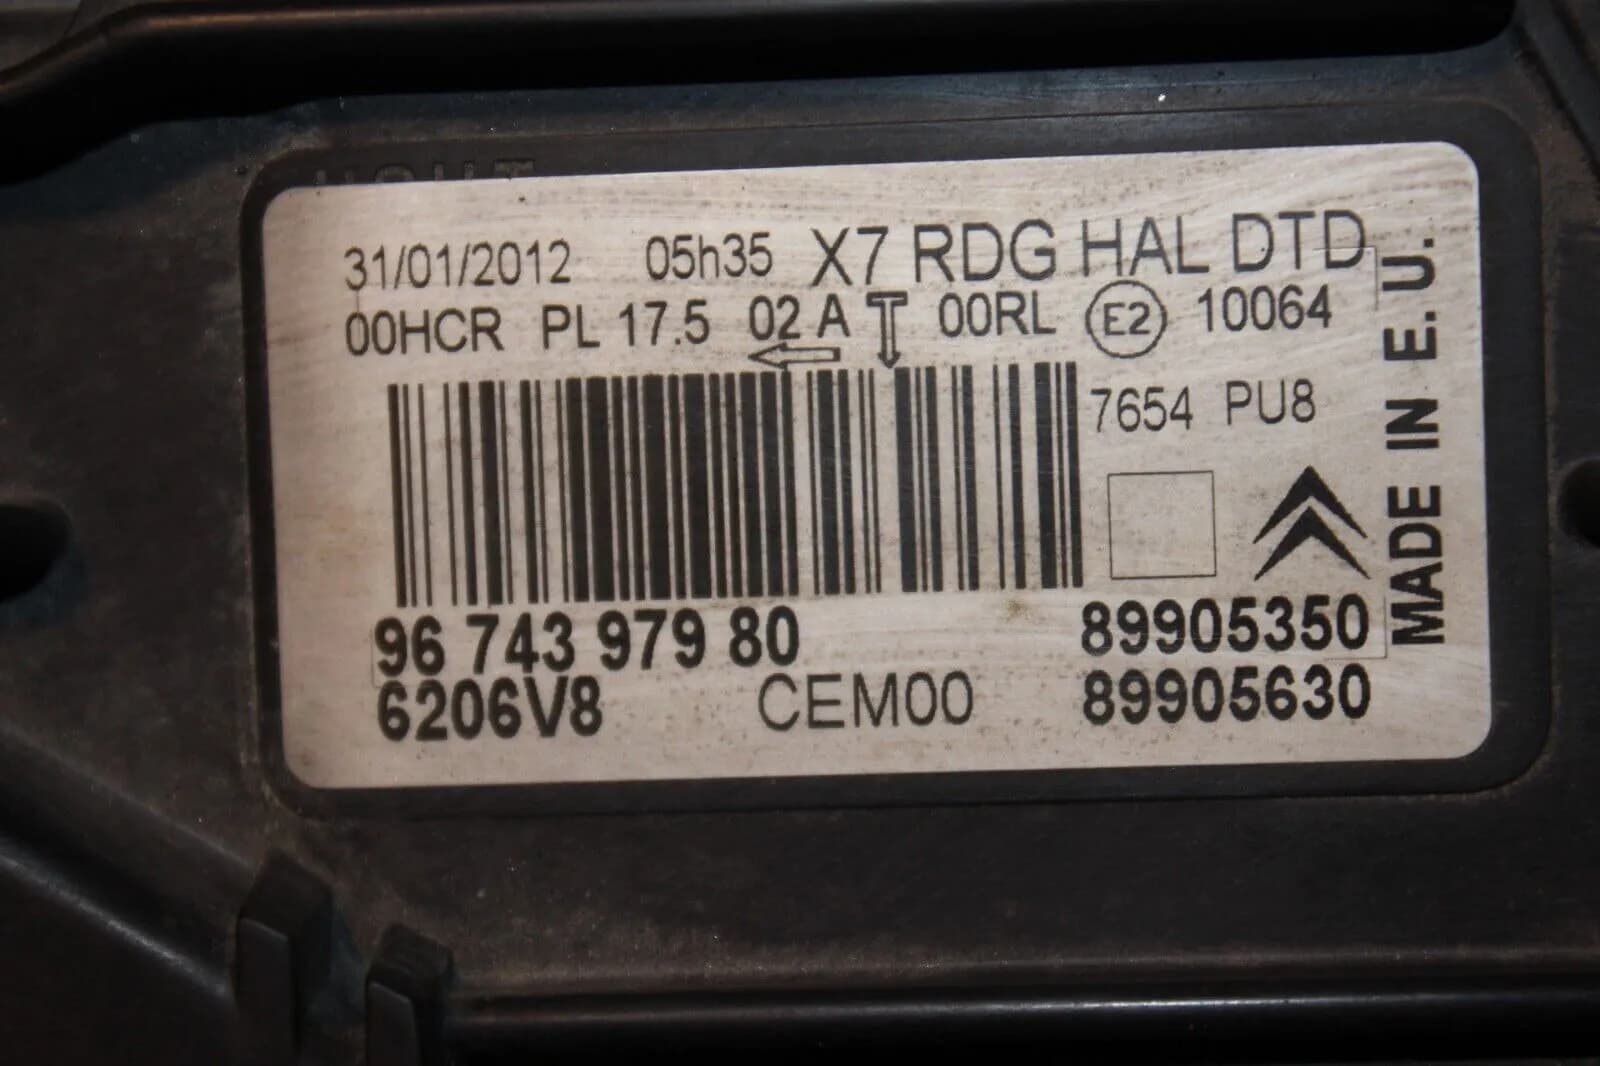 31/01/2012 05h35 X7 RDG HAL DTD
00HCR PL 17.5 02 A 00RL E2 10064
7654 PU8
96 743 979 80 89905350
6206V8 CEM00 89905630
MADE IN E.U.